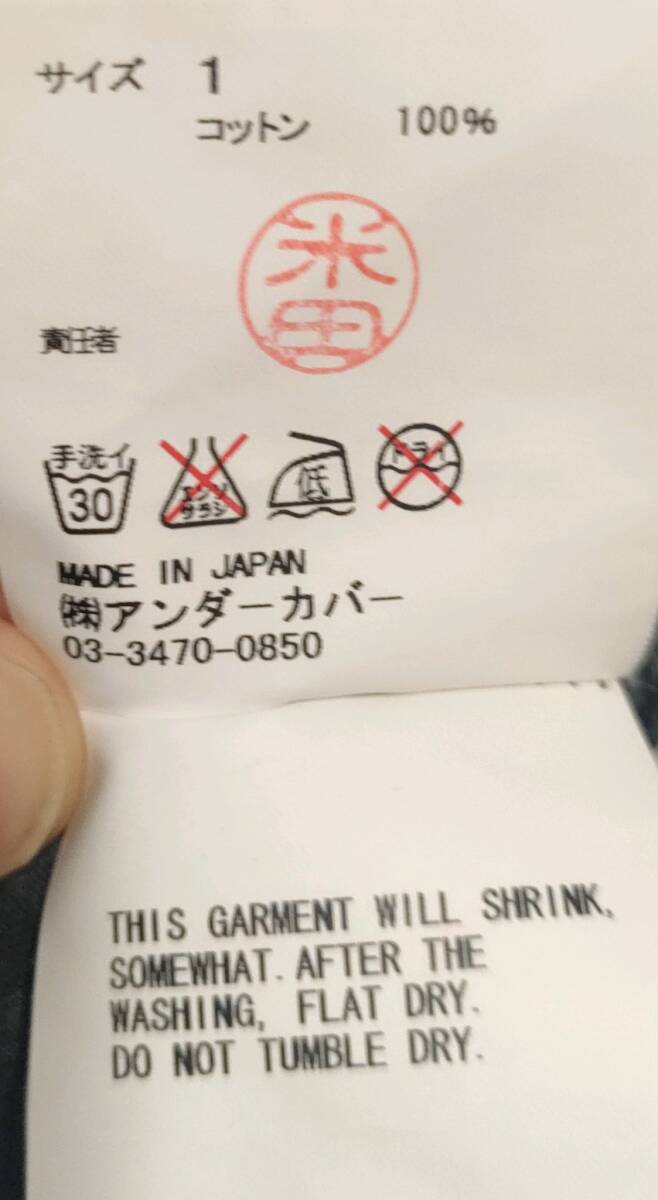 サイズ 1
コットン 100%
米田
責任者
手洗イ
30
エンソ
サラシ
低
ドライ
MADE IN JAPAN
㈱アンダーカバー
03-3470-0850
THIS GARMENT WILL SHRINK,
SOMEWHAT. AFTER THE
WASHING, FLAT DRY.
DO NOT TUMBLE DRY.